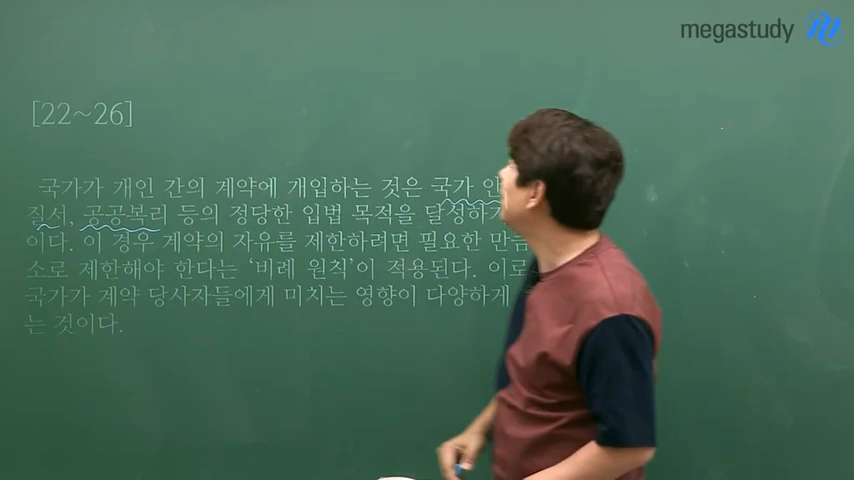 megastudy
[22~26]
국가가 개인 간의 계약에 개입하는 것은 국가
질서, 공공복리 등의 정당한 입법 목적을 달성하기
이다. 이 경우 계약의 자유를 제한하려면 필요한 만큼
소로 제한해야 한다는 ‘비례 원칙’이 적용된다.
국가가 계약 당사자들에게 미치는 영향이 다양하게
는 것이다.